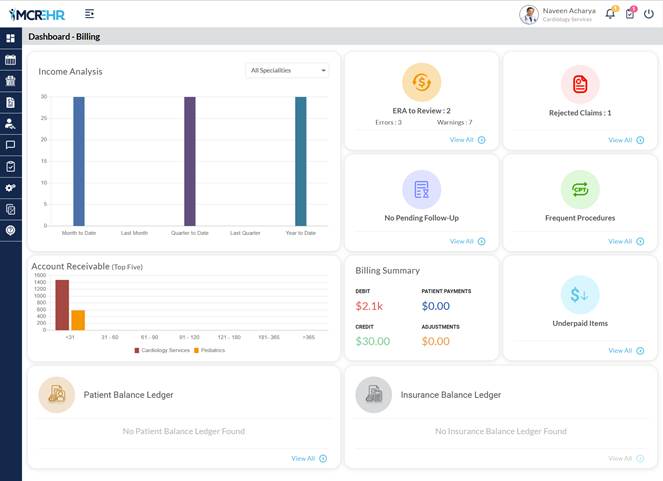 MCREHR
Naveen Acharya
Cardiology Services
1
1
Dashboard - Billing
Income Analysis
All Specialities
30
25
20
15
10
5
0
Month to Date
Last Month
Quarter to Date
Last Quarter
Year to Date
ERA to Review : 2
Errors : 3 Warnings : 7
View All
Rejected Claims : 1
View All
No Pending Follow-Up
View All
CPT
Frequent Procedures
View All
Account Receivable (Top Five)
1600
1400
1200
1000
800
600
400
200
0
<31
31 - 60
61 - 90
91 - 120
121 - 180
181- 365
>365
Cardiology Services
Pediatrics
Billing Summary
DEBIT PATIENT PAYMENTS
$2.1k $0.00
CREDIT ADJUSTMENTS
$30.00 $0.00
Underpaid Items
View All
Patient Balance Ledger
No Patient Balance Ledger Found
View All
Insurance Balance Ledger
No Insurance Balance Ledger Found
View All